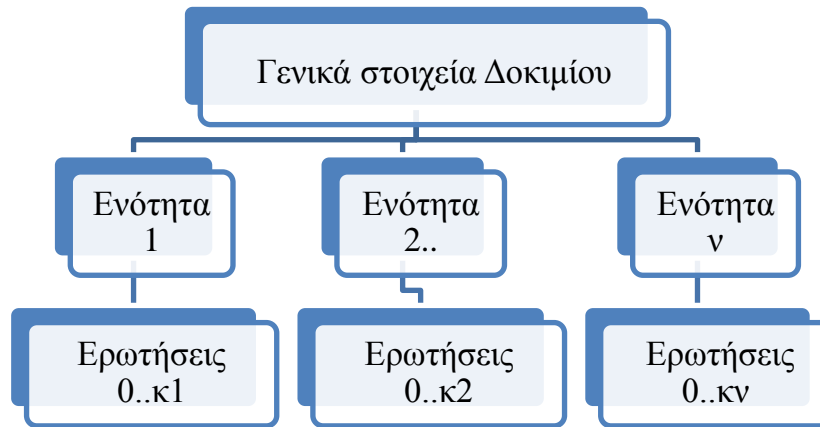 Γενικά στοιχεία Δοκιμίου
Ενότητα
1
Ενότητα
2..
Ενότητα
ν
Ερωτήσεις
0..κ1
Ερωτήσεις
0..κ2
Ερωτήσεις
0..κν